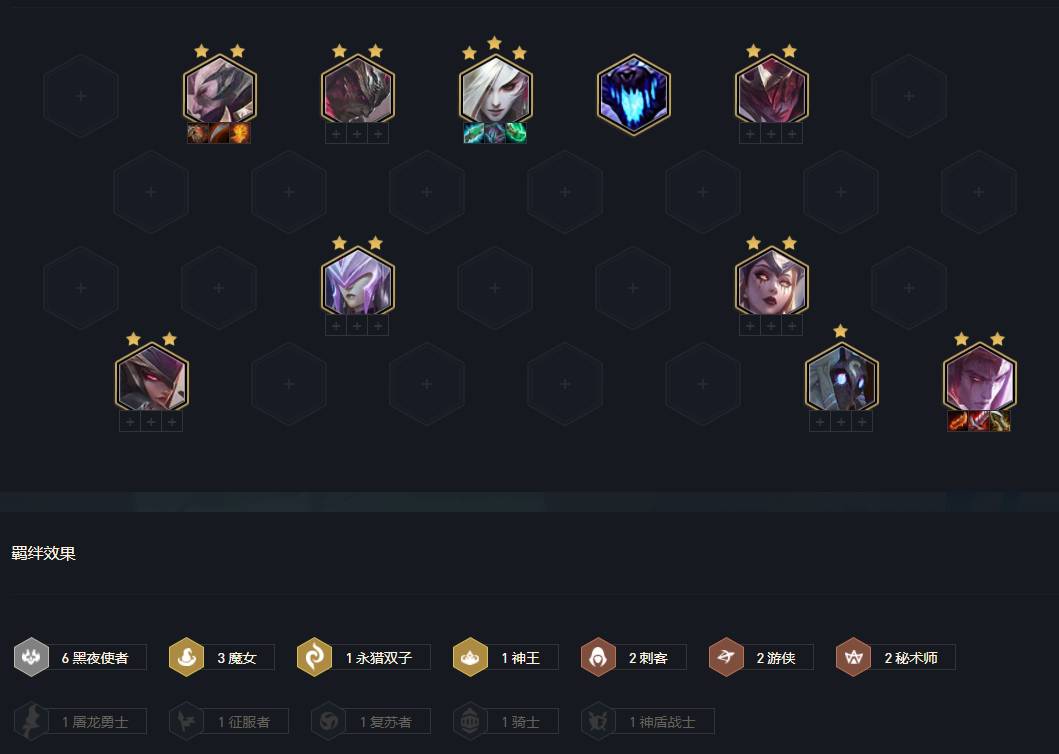 羁绊效果
6 黑夜使者 3 魔女 1 永猎双子 1 神王 2 刺客 2 游侠 2 秘术师
1 屠龙勇士 1 征服者 1 复苏者 1 骑士 1 神盾战士